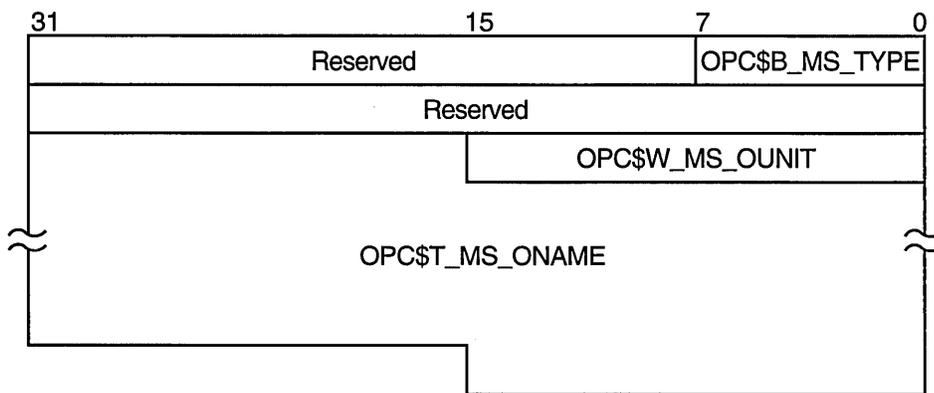 31 15 7 0
Reserved OPC$B_MS_TYPE
Reserved
OPC$W_MS_OUNIT
OPC$T_MS_ONAME